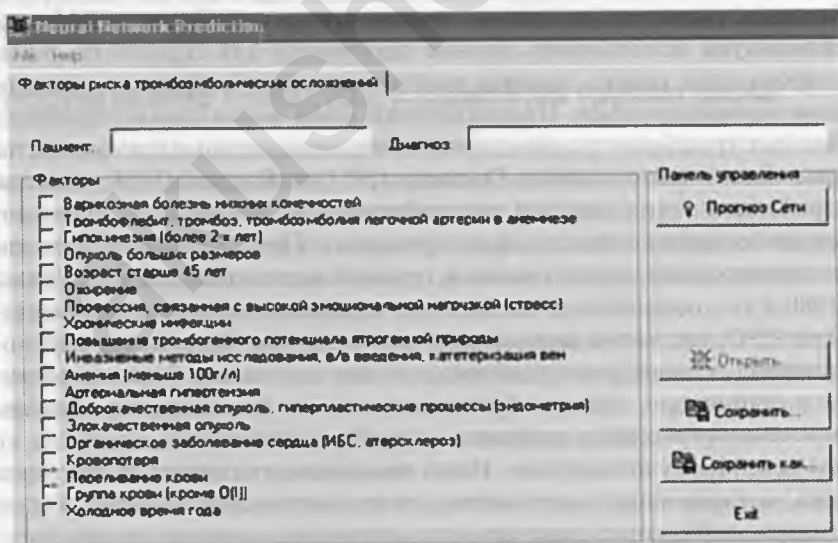 Neural Network Prediction
File Help
Факторы риска тромбоэмболических осложнений
Пациент: Диагноз
Факторы
Варикозная болезнь нижних конечностей
Тромбофлебит, тромбоз, тромбоэмболия легочной артерии в анемнезе
Гипокинезия (более 2-х лет)
Опухоль больших размеров
Возраст старше 45 лет
Ожирение
Профессия, связанная с высокой эмоциональной нагрузкой (стресс)
Хронические инфекции
Повышение тромбогенного потенциала ятрогенной природы
Инвазивные методы исследования, в/в введения, катетеризация вен
Анемия (меньше 100г/л)
Артериальная гипертензия
Доброкачественная опухоль, гиперпластические процессы (эндометрия)
Злокачественная опухоль
Органическое заболевание сердца (ИБС, атерсклероз)
Кровопотеря
Переливание крови
Группа крови (кроме O(I))
Холодное время года
Панель управления
Прогноз Сети
Открыть...
Сохранить...
Сохранить как...
Exit